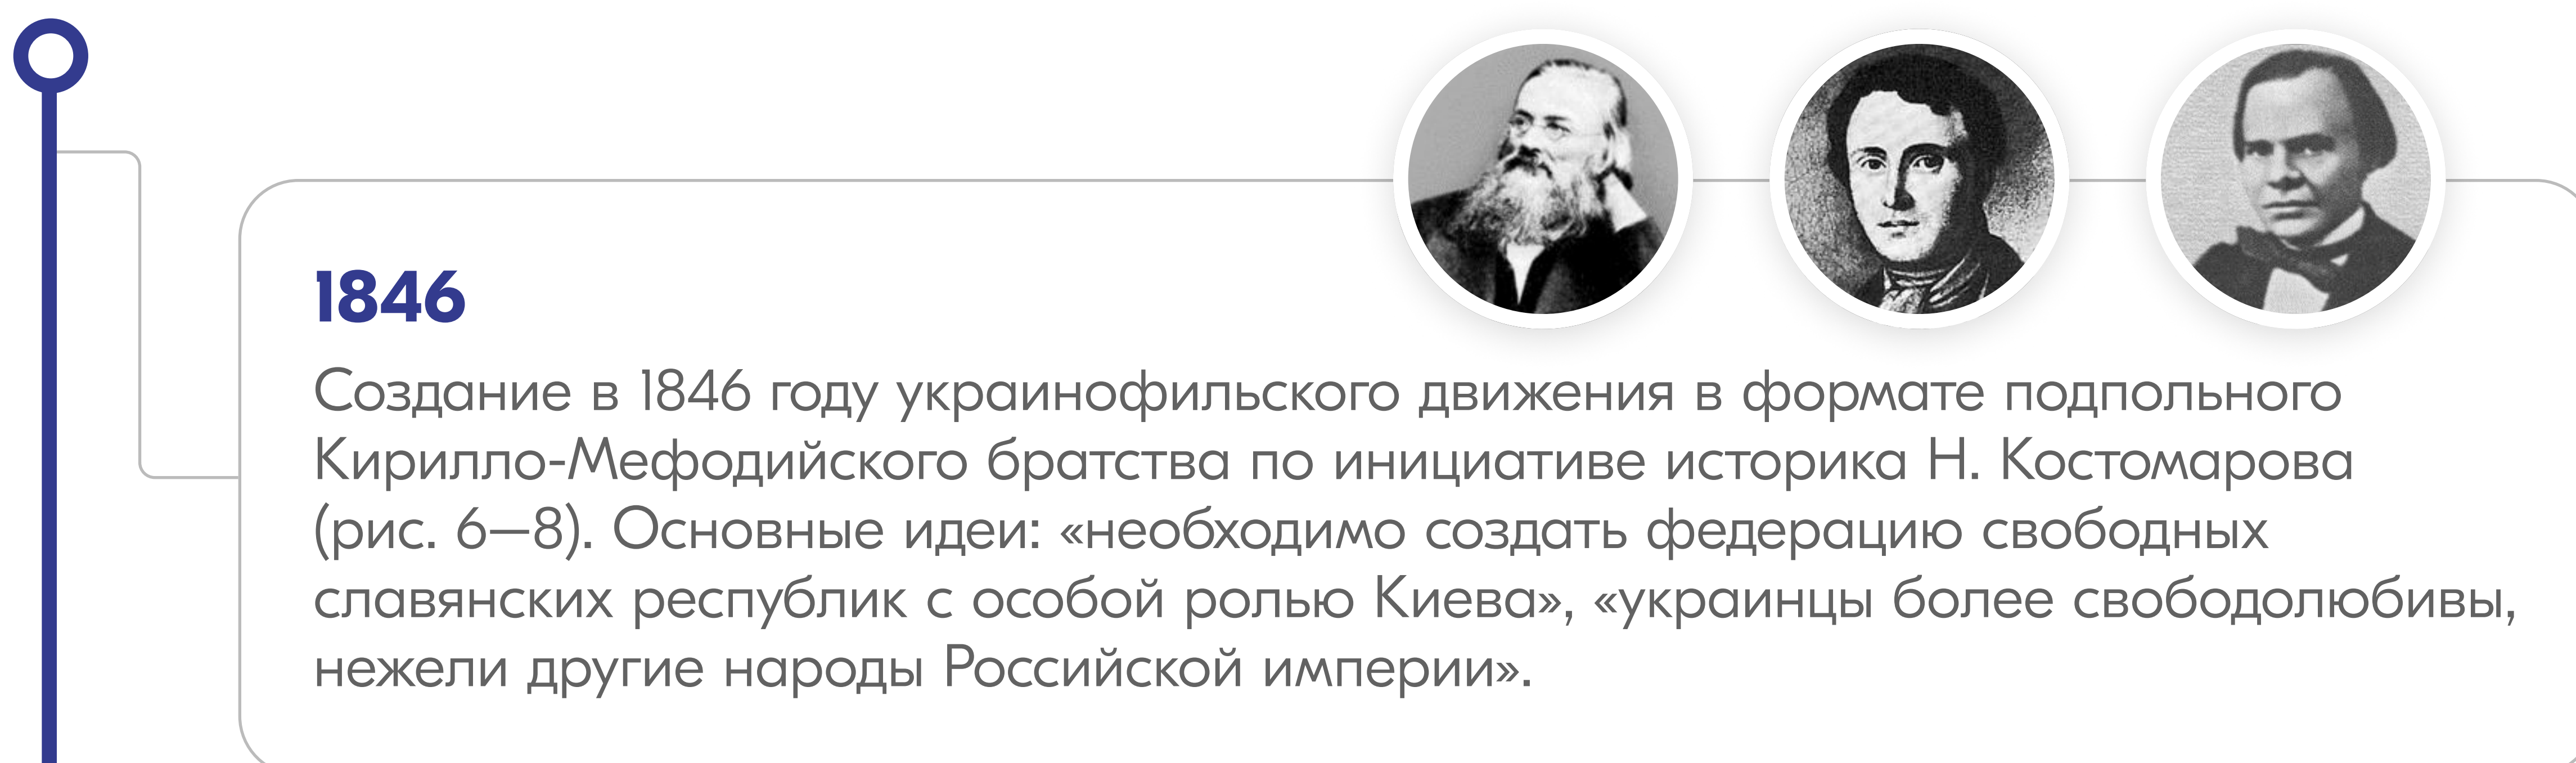 1846
Создание в 1846 году украинофильского движения в формате подпольного
Кирилло-Мефодийского братства по инициативе историка Н. Костомарова
(рис. 6—8). Основные идеи: «необходимо создать федерацию свободных
славянских республик с особой ролью Киева», «украинцы более свободолюбивы,
нежели другие народы Российской империи».